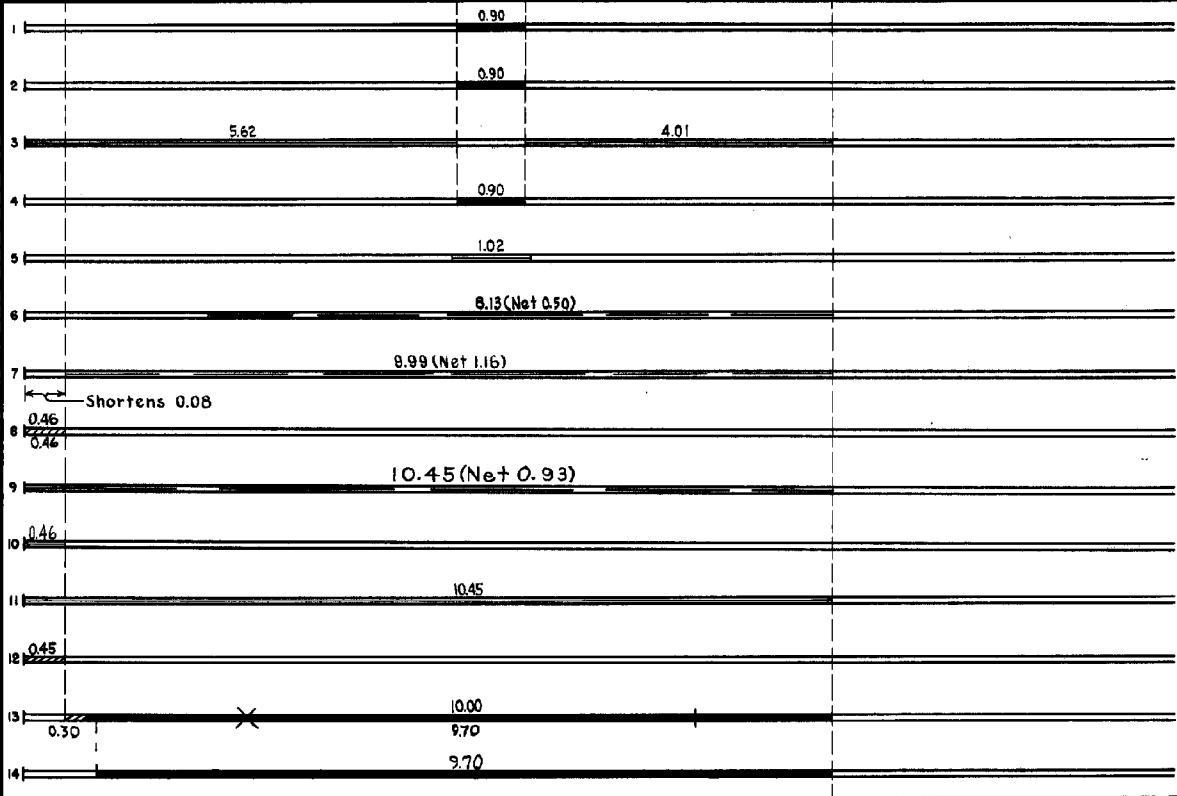 1 0.90
2 0.90
3 5.62 4.01
4 0.90
5 1.02
6 8.13 (Net 0.50)
7 9.99 (Net 1.16)
Shortens 0.08
8 0.46
0.46
9 10.45 (Net 0.93)
10 0.46
11 10.45
12 0.45
13 10.00
0.30 9.70
14 9.70